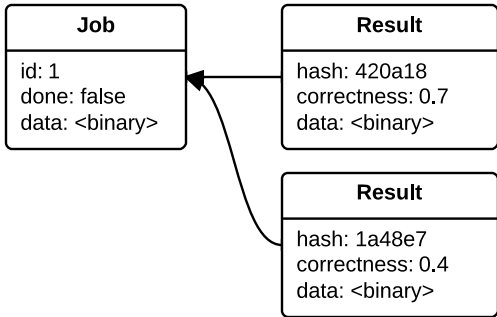 Job
id: 1
done: false
data: <binary>
Result
hash: 420a18
correctness: 0.7
data: <binary>
Result
hash: 1a48e7
correctness: 0.4
data: <binary>